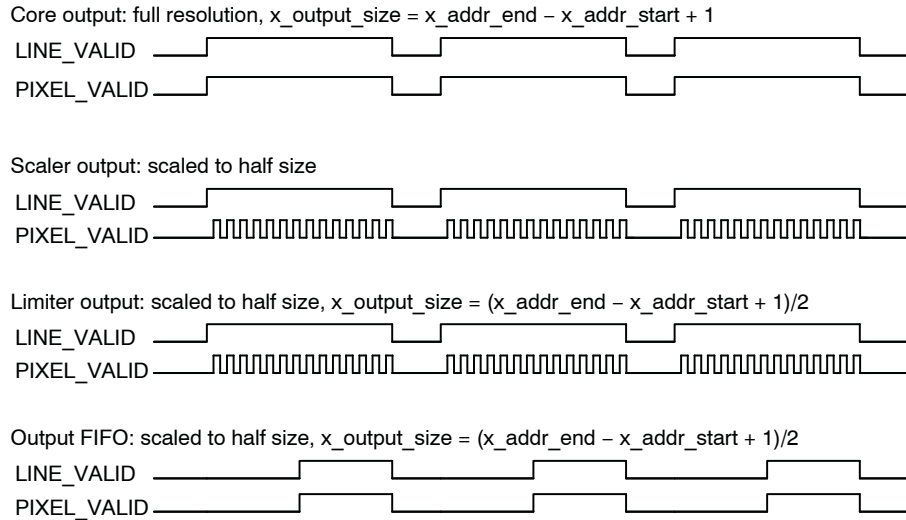 Core output: full resolution, x_output_size = x_addr_end − x_addr_start + 1
LINE_VALID
PIXEL_VALID
Scaler output: scaled to half size
LINE_VALID
PIXEL_VALID
Limiter output: scaled to half size, x_output_size = (x_addr_end − x_addr_start + 1)/2
LINE_VALID
PIXEL_VALID
Output FIFO: scaled to half size, x_output_size = (x_addr_end − x_addr_start + 1)/2
LINE_VALID
PIXEL_VALID